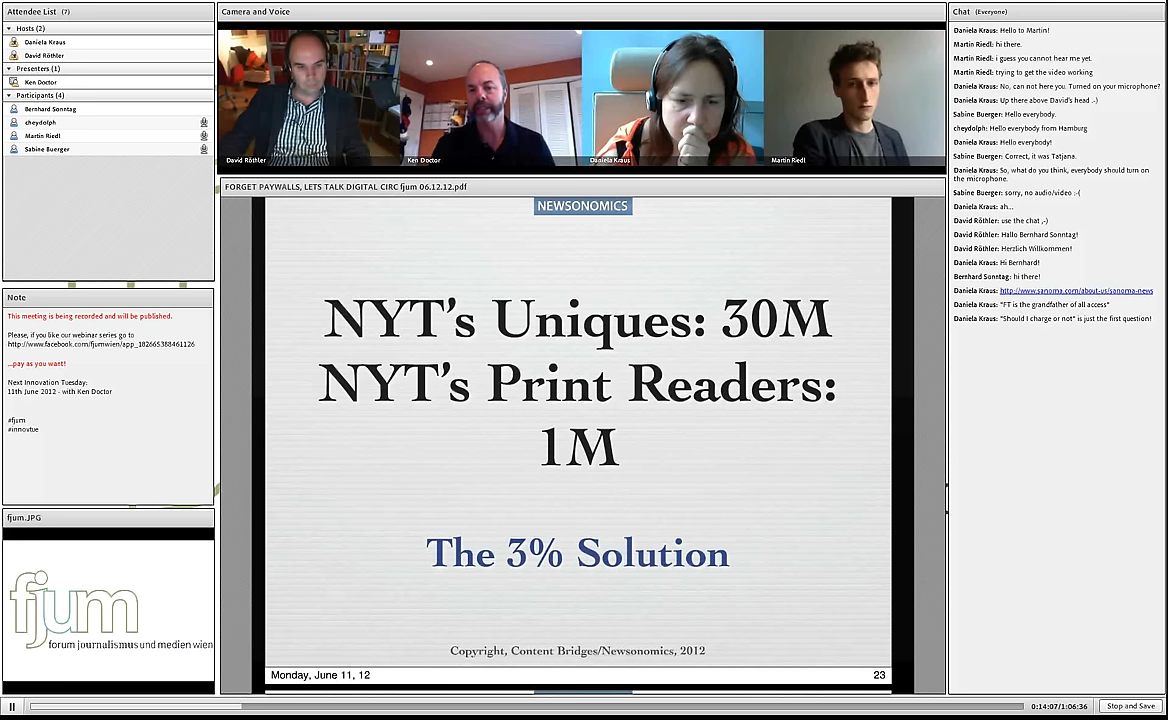 Attendee List (7)
Hosts (2)
Daniela Kraus
David Röthler
Presenters (1)
Ken Doctor
Participants (4)
Bernhard Sonntag
cheydolph
Martin Riedl
Sabine Buerger
Note
This meeting is being recorded and will be published.
Please, if you like our webinar series go to
http://www.facebook.com/fjumwien/app_182665388461126
...pay as you want!
Next Innovation Tuesday:
11th June 2012 - with Ken Doctor
#fjum
#innovtue
fjum.JPG
fjum
forum journalismus und medien wien
Camera and Voice
David Röthler
Ken Doctor
Daniela Kraus
Martin Riedl
FORGET PAYWALLS, LETS TALK DIGITAL CIRC fjum 06.12.12.pdf
NEWSONOMICS
NYT's Uniques: 30M
NYT's Print Readers:
1M
The 3% Solution
Copyright, Content Bridges/Newsonomics, 2012
Monday, June 11, 12
23
Chat (Everyone)
Daniela Kraus: Hello to Martin!
Martin Riedl: hi there.
Martin Riedl: i guess you cannot hear me yet.
Martin Riedl: trying to get the video working
Daniela Kraus: No, can not here you. Turned on your microphone?
Daniela Kraus: Up there above David's head :-)
Sabine Buerger: Hello everybody.
cheydolph: Hello everybody from Hamburg
Daniela Kraus: Hello everybody!
Sabine Buerger: Correct, it was Tatjana.
Daniela Kraus: So, what do you think, everybody should turn on
the microphone.
Sabine Buerger: sorry, no audio/video :-(
Daniela Kraus: ah...
David Röthler: use the chat ,-)
David Röthler: Hallo Bernhard Sonntag!
David Röthler: Herzlich Willkommen!
Daniela Kraus: Hi Bernhard!
Bernhard Sonntag: hi there!
Daniela Kraus: http://www.sanoma.com/about-us/sanoma-news
Daniela Kraus: "FT is the grandfather of all access"
Daniela Kraus: "Should I charge or not" is just the first question!
0:14:07/1:06:36
Stop and Save